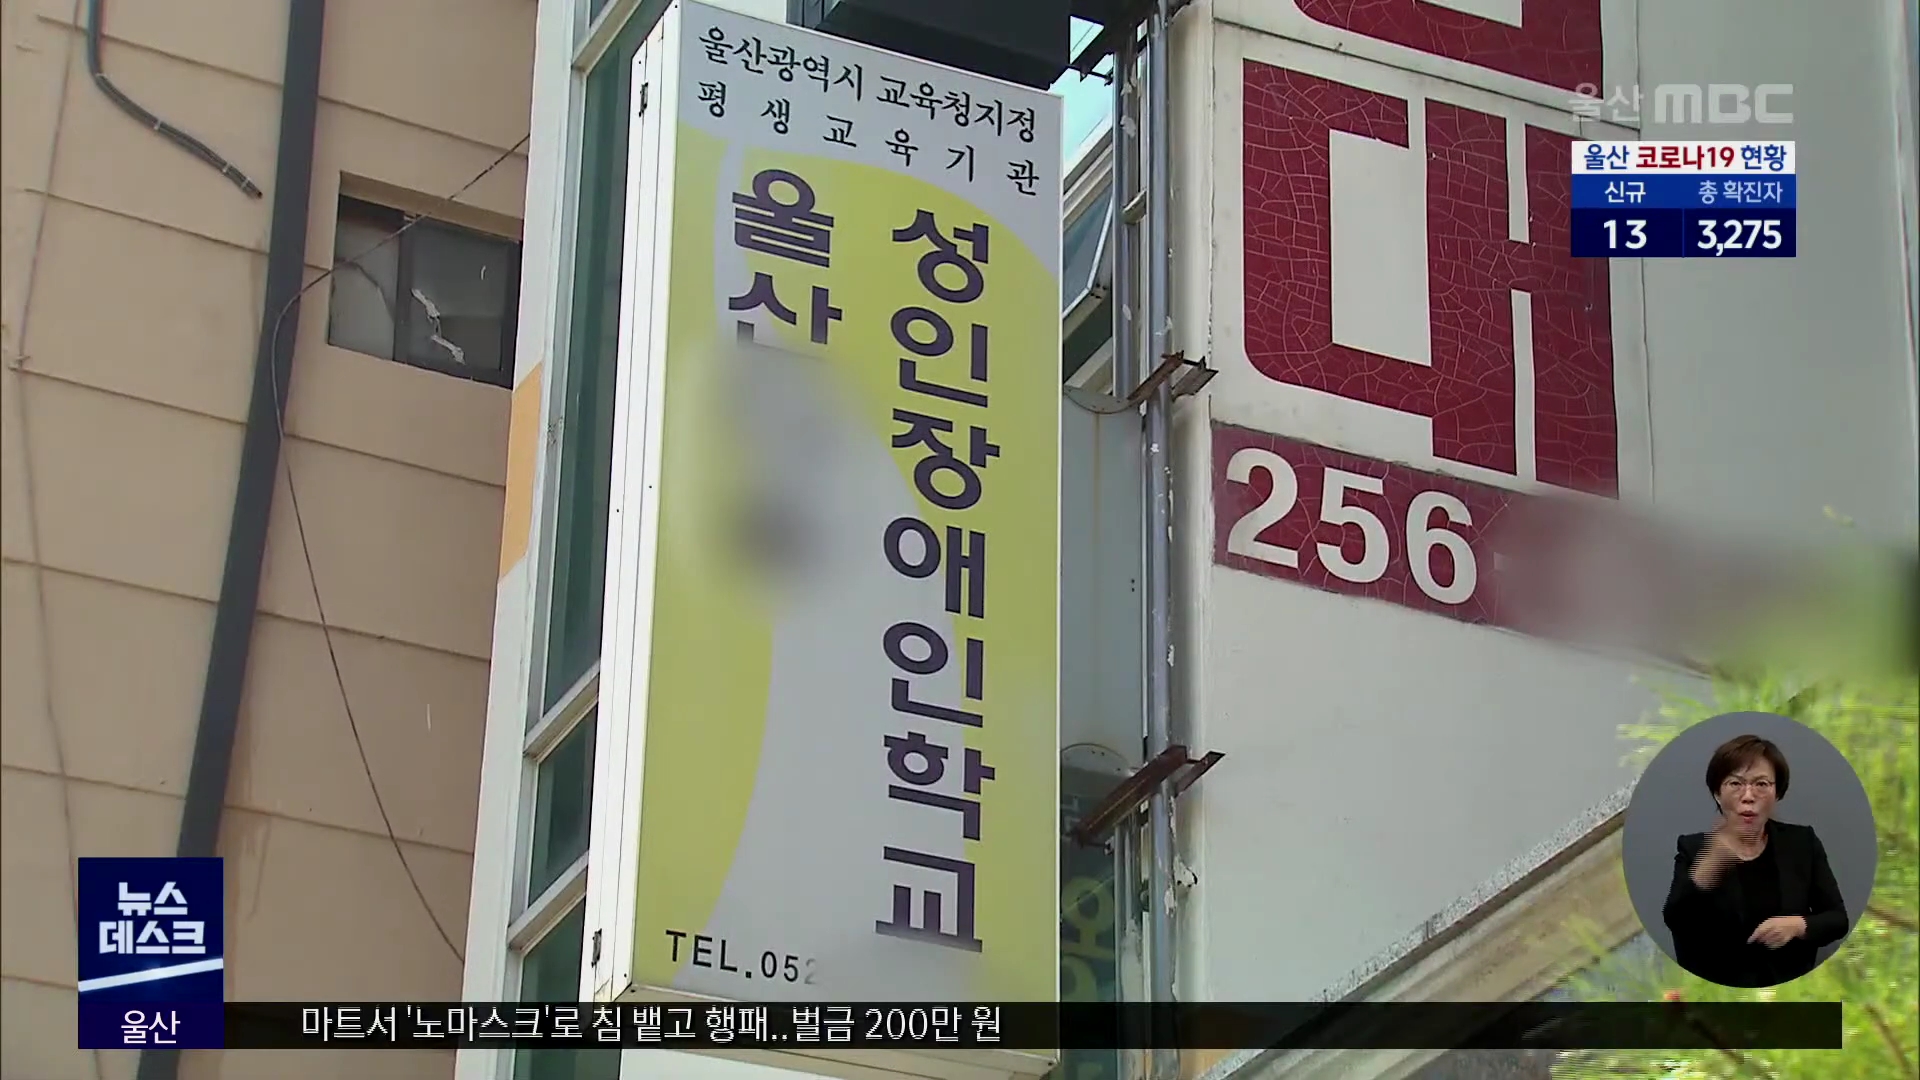 울산광역시 교육청지정
평생교육기관
울산
성인장애인학교
TEL.052
대
256
울산 MBC
울산 코로나19 현황
신규 총 확진자
13 3,275
뉴스
데스크
울산
마트서 '노마스크'로 침 뱉고 행패..벌금 200만 원